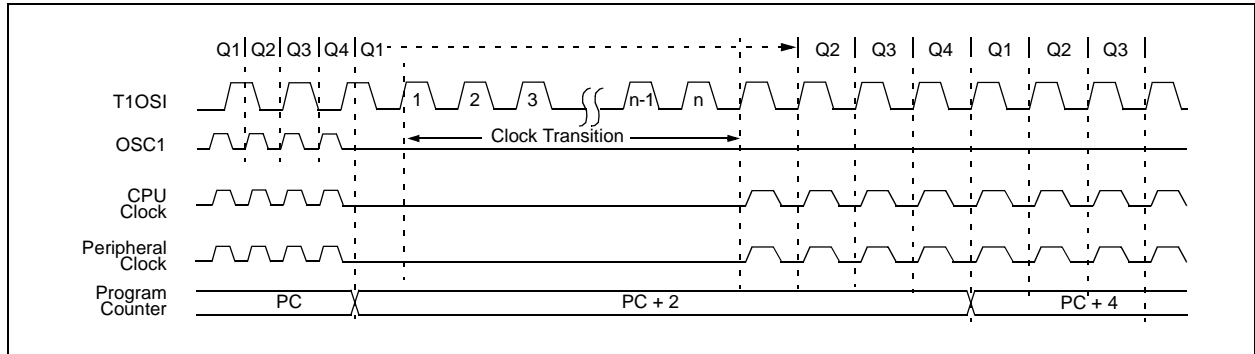 Q1 Q2 Q3 Q4 Q1 Q2 Q3 Q4 Q1 Q2 Q3
T1OSI
1 2 3 n-1 n
Clock Transition
OSC1
CPU
Clock
Peripheral
Clock
Program
Counter
PC PC + 2 PC + 4